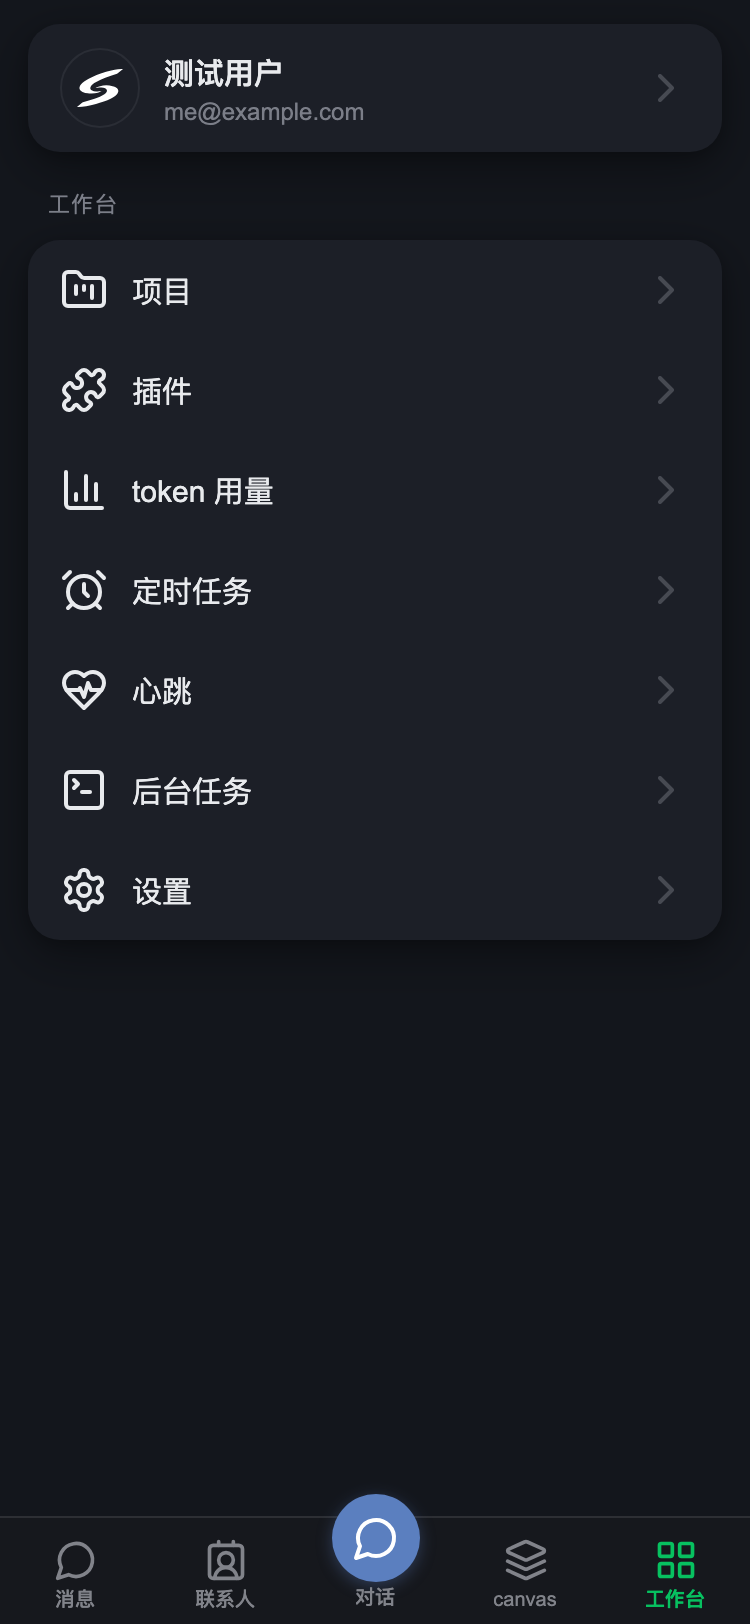 测试用户
me@example.com
工作台
项目
插件
token 用量
定时任务
心跳
后台任务
设置
消息
联系人
对话
canvas
工作台